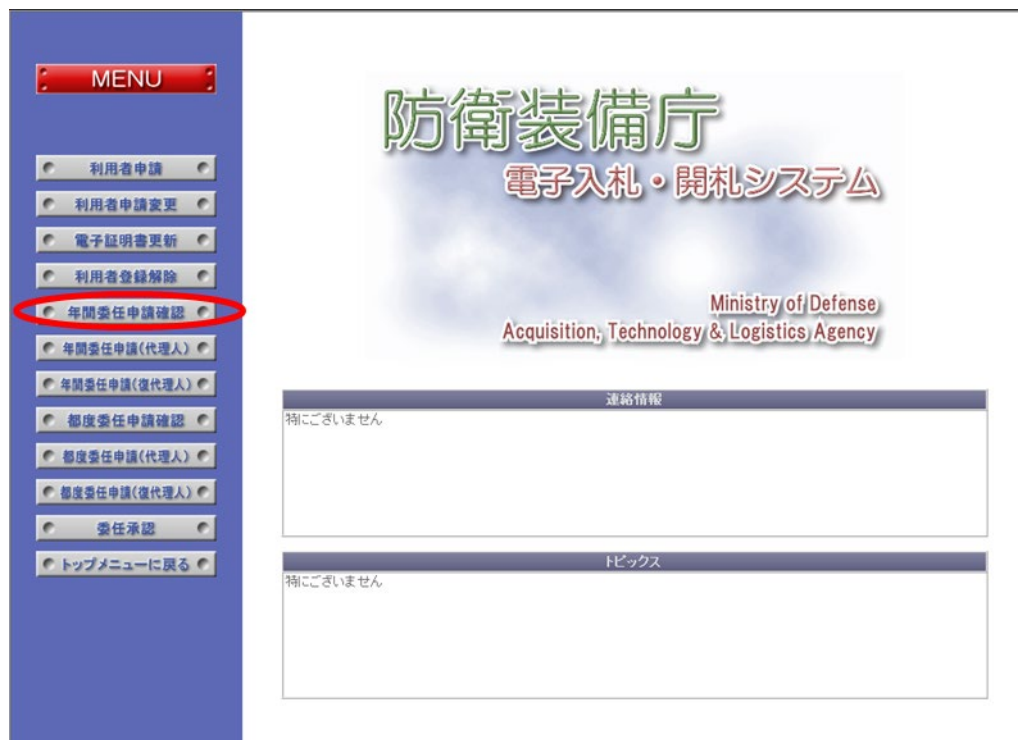 MENU
利用者申請
利用者申請変更
電子証明書更新
利用者登録解除
年間委任申請確認
年間委任申請(代理人)
年間委任申請(復代理人)
都度委任申請確認
都度委任申請(代理人)
都度委任申請(復代理人)
委任承認
トップメニューに戻る
防衛装備庁
電子入札・開札システム
Ministry of Defense
Acquisition, Technology & Logistics Agency
連絡情報
特にございません
トピックス
特にございません